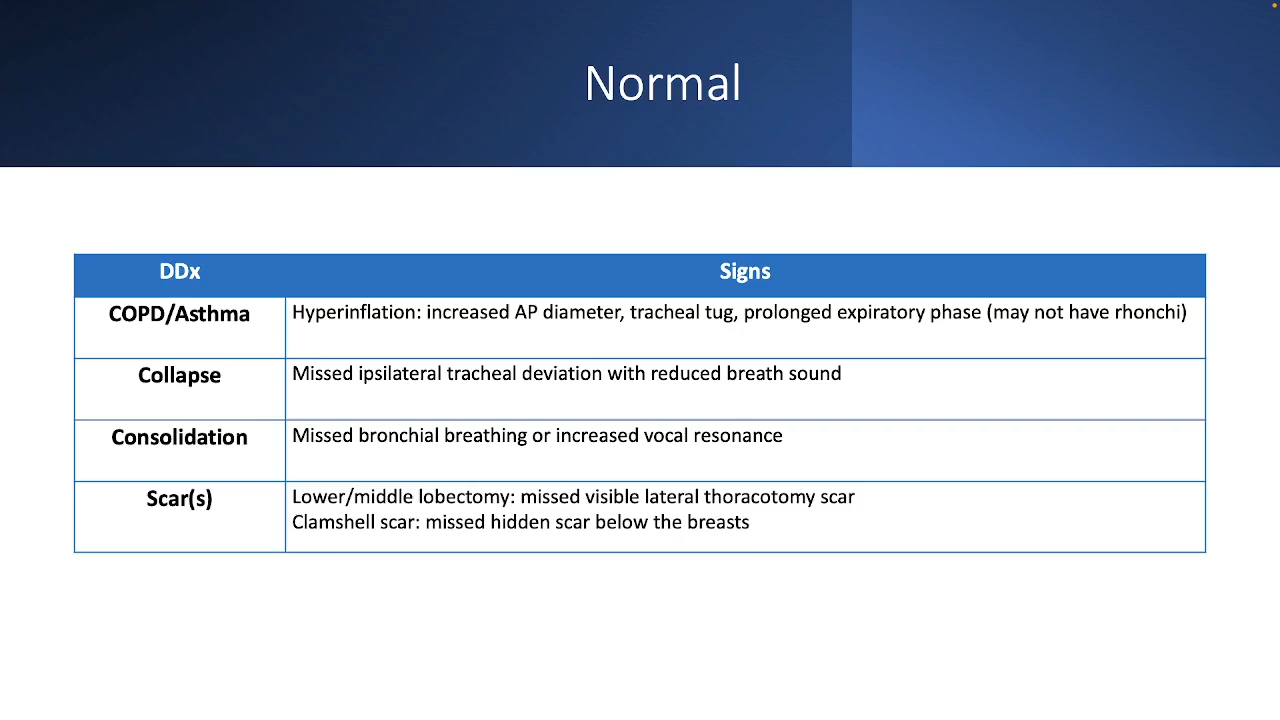 Normal
DDx
Signs
COPD/Asthma
Hyperinflation: increased AP diameter, tracheal tug, prolonged expiratory phase (may not have rhonchi)
Collapse
Missed ipsilateral tracheal deviation with reduced breath sound
Consolidation
Missed bronchial breathing or increased vocal resonance
Scar(s)
Lower/middle lobectomy: missed visible lateral thoracotomy scar
Clamshell scar: missed hidden scar below the breasts